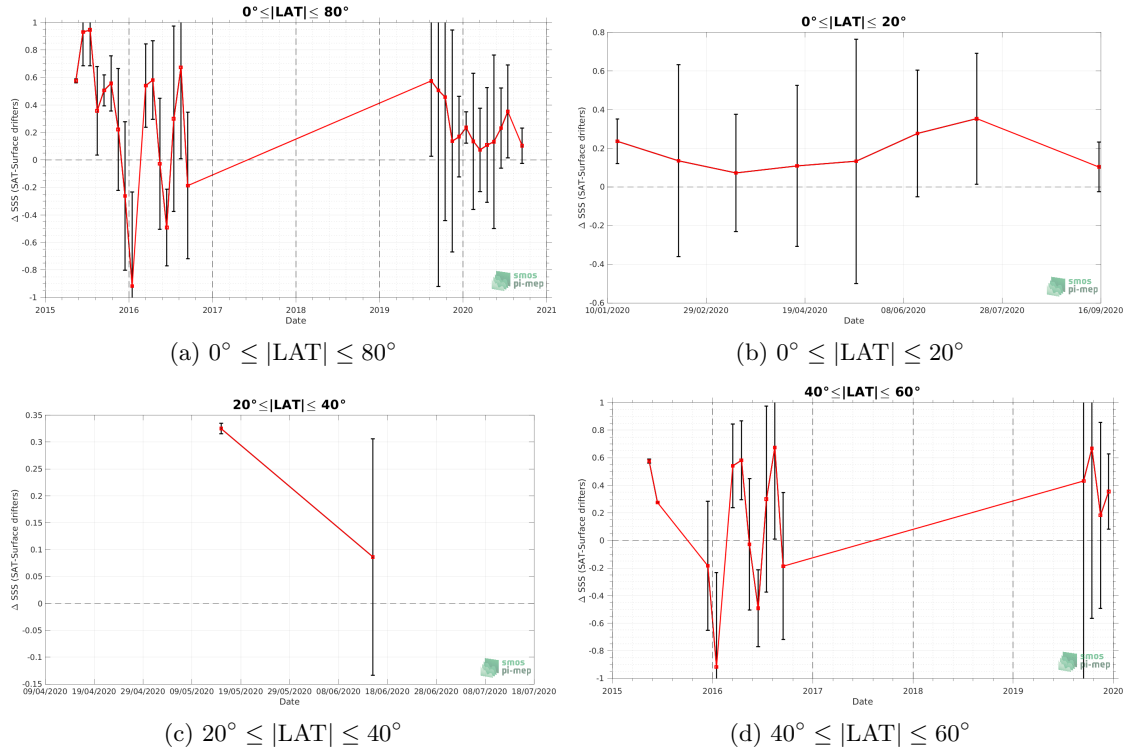 0°≤|LAT|≤ 80°
Δ SSS (SAT-Surface drifters)
1
0.8
0.6
0.4
0.2
0
-0.2
-0.4
-0.6
-0.8
-1
2015
2016
2017
2018
2019
2020
2021
Date
smos
pi-mep
(a) 0° ≤ |LAT| ≤ 80°
0°≤|LAT|≤ 20°
Δ SSS (SAT-Surface drifters)
0.8
0.6
0.4
0.2
0
-0.2
-0.4
-0.6
10/01/2020
29/02/2020
19/04/2020
08/06/2020
28/07/2020
16/09/2020
Date
smos
pi-mep
(b) 0° ≤ |LAT| ≤ 20°
20°≤|LAT|≤ 40°
Δ SSS (SAT-Surface drifters)
0.35
0.3
0.25
0.2
0.15
0.1
0.05
0
-0.05
-0.1
-0.15
09/04/2020
19/04/2020
29/04/2020
09/05/2020
19/05/2020
29/05/2020
08/06/2020
18/06/2020
28/06/2020
08/07/2020
18/07/2020
Date
smos
pi-mep
(c) 20° ≤ |LAT| ≤ 40°
40°≤|LAT|≤ 60°
Δ SSS (SAT-Surface drifters)
1
0.8
0.6
0.4
0.2
0
-0.2
-0.4
-0.6
-0.8
-1
2015
2016
2017
2018
2019
2020
Date
smos
pi-mep
(d) 40° ≤ |LAT| ≤ 60°